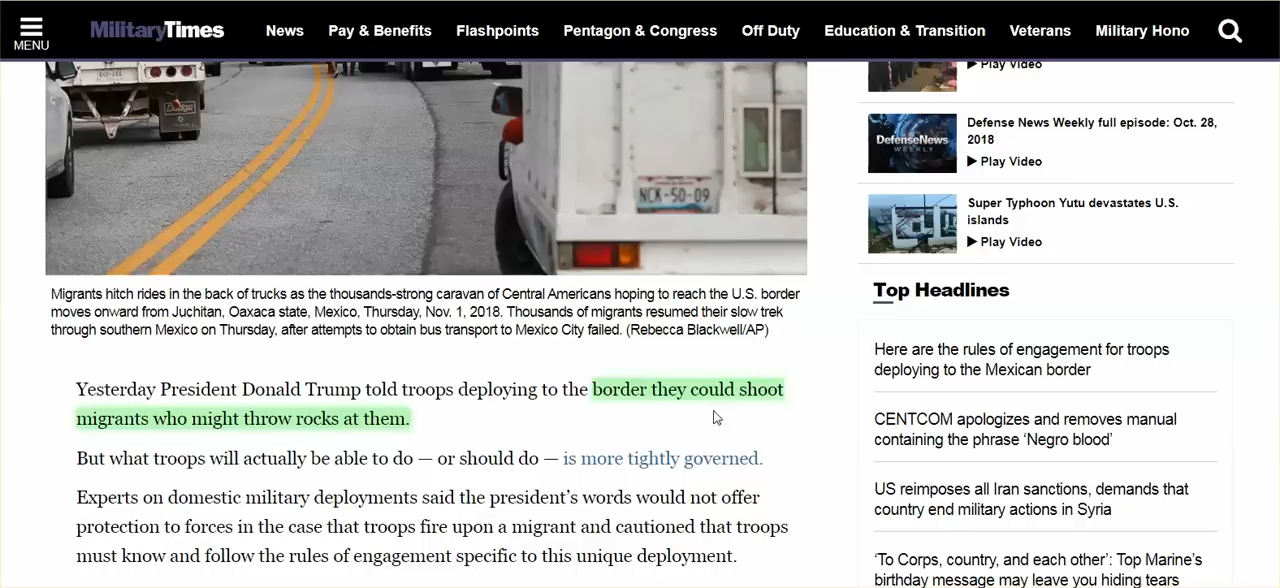 MENU
MilitaryTimes
News Pay & Benefits Flashpoints Pentagon & Congress Off Duty Education & Transition Veterans Military Hono
Dodge
NCK-50-09
Migrants hitch rides in the back of trucks as the thousands-strong caravan of Central Americans hoping to reach the U.S. border
moves onward from Juchitan, Oaxaca state, Mexico, Thursday, Nov. 1, 2018. Thousands of migrants resumed their slow trek
through southern Mexico on Thursday, after attempts to obtain bus transport to Mexico City failed. (Rebecca Blackwell/AP)
Yesterday President Donald Trump told troops deploying to the border they could shoot
migrants who might throw rocks at them.
But what troops will actually be able to do — or should do — is more tightly governed.
Experts on domestic military deployments said the president's words would not offer
protection to forces in the case that troops fire upon a migrant and cautioned that troops
must know and follow the rules of engagement specific to this unique deployment.
Play Video
DefenseNews
WEEKLY
Defense News Weekly full episode: Oct. 28,
2018
Play Video
Super Typhoon Yutu devastates U.S.
islands
Play Video
Top Headlines
Here are the rules of engagement for troops
deploying to the Mexican border
CENTCOM apologizes and removes manual
containing the phrase ‘Negro blood’
US reimposes all Iran sanctions, demands that
country end military actions in Syria
‘To Corps, country, and each other’: Top Marine’s
birthday message may leave you hiding tears